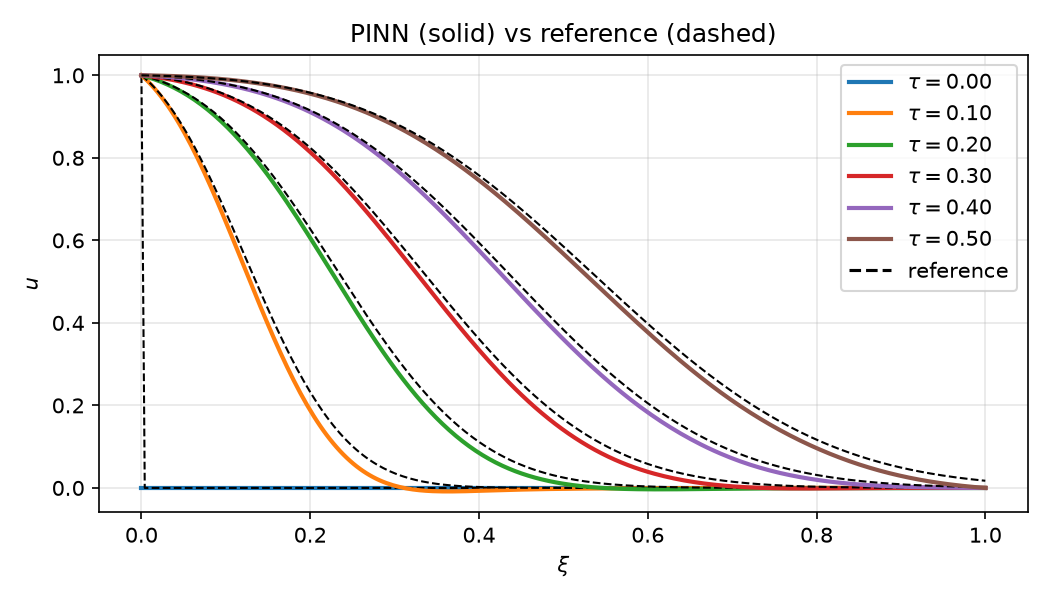 PINN (solid) vs reference (dashed)
1.0
0.8
0.6
0.4
0.2
0.0
u
τ = 0.00
τ = 0.10
τ = 0.20
τ = 0.30
τ = 0.40
τ = 0.50
reference
0.0 0.2 0.4 0.6 0.8 1.0
ξ